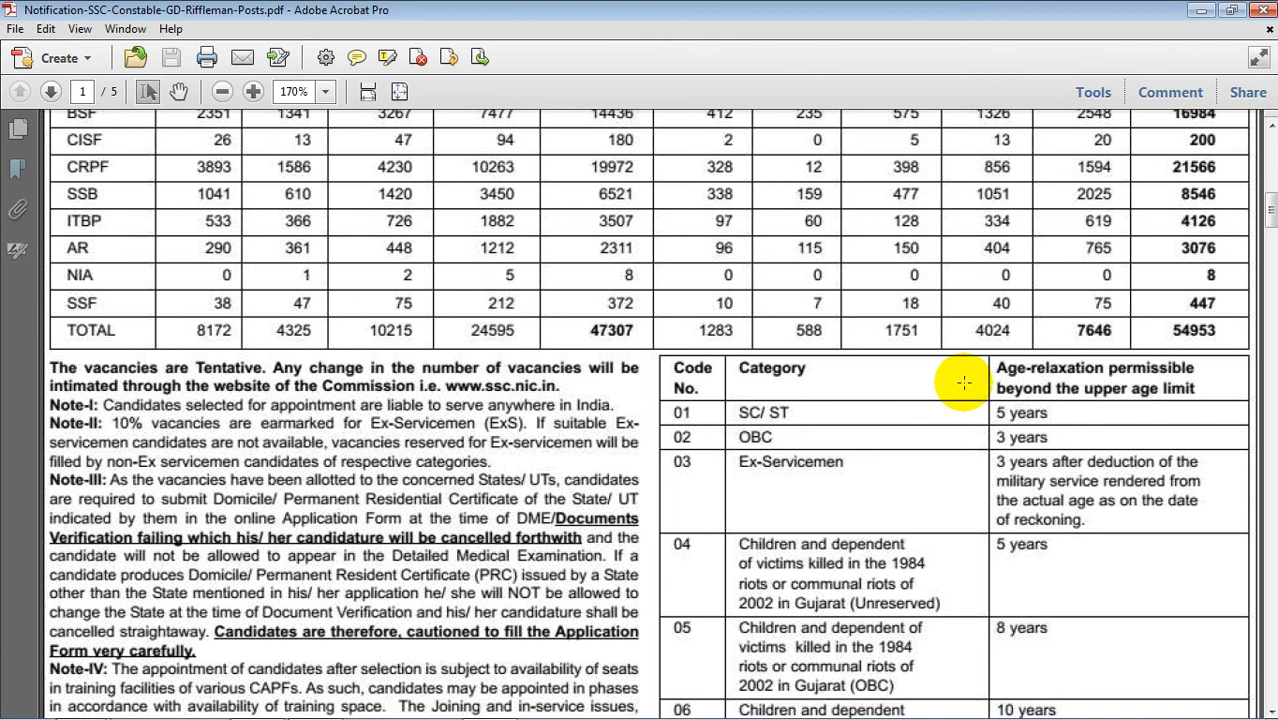 Notification-SSC-Constable-GD-Riffleman-Posts.pdf - Adobe Acrobat Pro
File Edit View Window Help
Create
1 / 5 170% Tools Comment Share
BSF 2351 1341 3267 7477 14436 412 235 575 1326 2548 16984
CISF 26 13 47 94 180 2 0 5 13 20 200
CRPF 3893 1586 4230 10263 19972 328 12 398 856 1594 21566
SSB 1041 610 1420 3450 6521 338 159 477 1051 2025 8546
ITBP 533 366 726 1882 3507 97 60 128 334 619 4126
AR 290 361 448 1212 2311 96 115 150 404 765 3076
NIA 0 1 2 5 8 0 0 0 0 0 8
SSF 38 47 75 212 372 10 7 18 40 75 447
TOTAL 8172 4325 10215 24595 47307 1283 588 1751 4024 7646 54953
The vacancies are Tentative. Any change in the number of vacancies will be
intimated through the website of the Commission i.e. www.ssc.nic.in.
Note-I: Candidates selected for appointment are liable to serve anywhere in India.
Note-II: 10% vacancies are earmarked for Ex-Servicemen (ExS). If suitable Ex-
servicemen candidates are not available, vacancies reserved for Ex-servicemen will be
filled by non-Ex servicemen candidates of respective categories.
Note-III: As the vacancies have been allotted to the concerned States/ UTs, candidates
are required to submit Domicile/ Permanent Residential Certificate of the State/ UT
indicated by them in the online Application Form at the time of DME/Documents
Verification failing which his/ her candidature will be cancelled forthwith and the
candidate will not be allowed to appear in the Detailed Medical Examination. If a
candidate produces Domicile/ Permanent Resident Certificate (PRC) issued by a State
other than the State mentioned in his/ her application he/ she will NOT be allowed to
change the State at the time of Document Verification and his/ her candidature shall be
cancelled straightaway. Candidates are therefore, cautioned to fill the Application
Form very carefully.
Note-IV: The appointment of candidates after selection is subject to availability of seats
in training facilities of various CAPFs. As such, candidates may be appointed in phases
in accordance with availability of training space. The Joining and in-service issues,
Code Category Age-relaxation permissible
No. beyond the upper age limit
01 SC/ ST 5 years
02 OBC 3 years
03 Ex-Servicemen 3 years after deduction of the
military service rendered from
the actual age as on the date
of reckoning.
04 Children and dependent 5 years
of victims killed in the 1984
riots or communal riots of
2002 in Gujarat (Unreserved)
05 Children and dependent of 8 years
victims killed in the 1984
riots or communal riots of
2002 in Gujarat (OBC)
06 Children and dependent 10 years